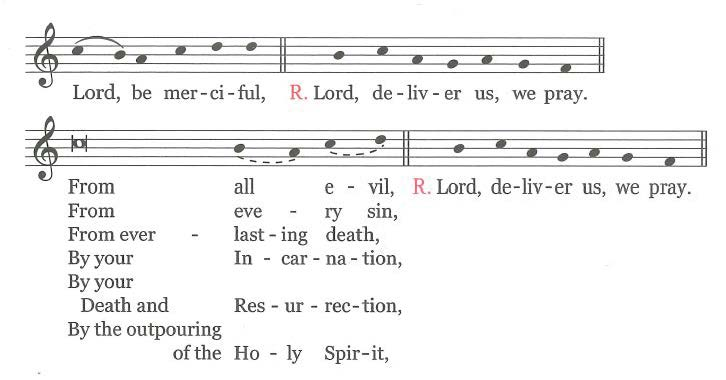 Lord, be mer-ci-ful, R. Lord, de-liv-er us, we pray.
From all e - vil, R. Lord, de-liv-er us, we pray.
From eve - ry sin,
From ever - last-ing death,
By your In - car - na - tion,
By your
Death and Res - ur - rec-tion,
By the outpouring
of the Ho - ly Spir-it,